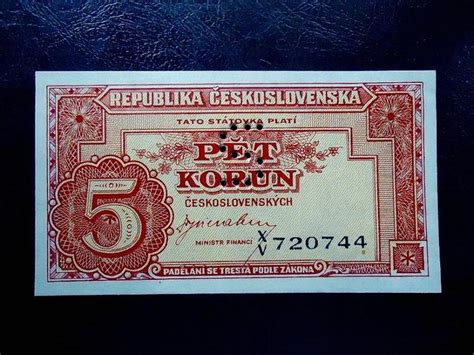 REPUBLIKA ČESKOSLOVENSKÁ
TATO STÁTOVKA PLATÍ
PĚT
KORUN
5
ČESKOSLOVENSKÝCH
MINISTR FINANCÍ
X/V 720744
PADĚLÁNÍ SE TRESTÁ PODLE ZÁKONA